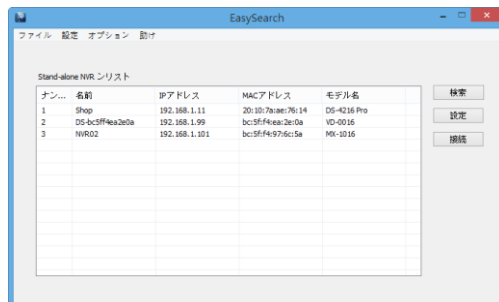 EasySearch
ファイル 設定 オプション 助け
Stand-alone NVR ンリスト
ナン... 名前 IPアドレス MACアドレス モデル名
1 Shop 192.168.1.11 20:10:7a:ae:76:14 DS-4216 Pro
2 DS-bc5ff4ea2e0a 192.168.1.99 bc:5f:f4:ea:2e:0a VD-0016
3 NVR02 192.168.1.101 bc:5f:f4:97:6c:5a MX-1016
検索
設定
接続